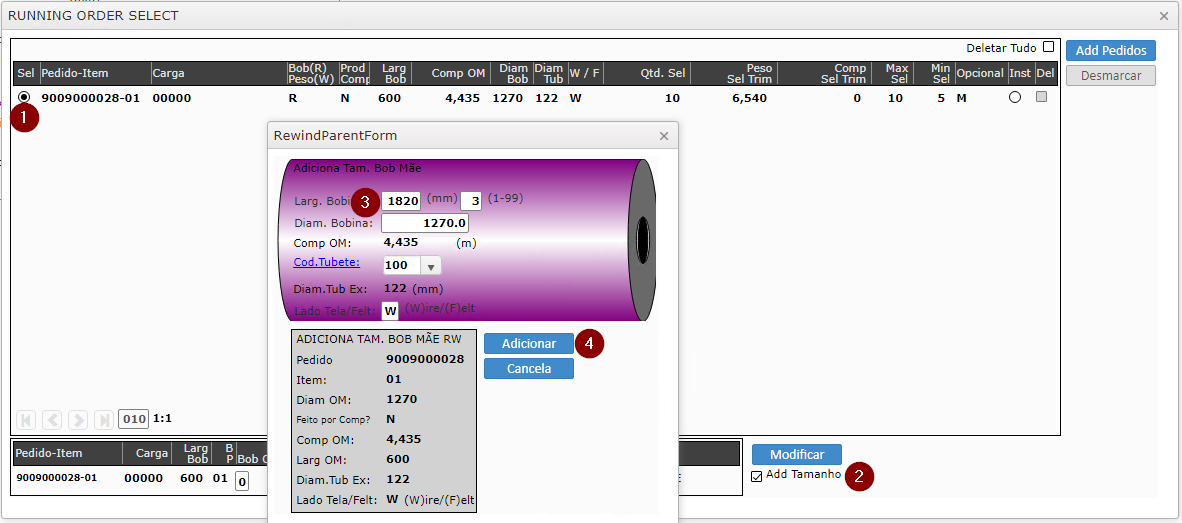 RUNNING ORDER SELECT
Deletar Tudo
Add Pedidos
Desmarcar
Sel Pedido-Item Carga Bob(R) Peso(W) Prod Comp Larg Bob Comp OM Diam Bob Diam Tub W / F Qtd. Sel Peso Sel Trim Comp Sel Trim Max Sel Min Sel Opcional Inst Del
9009000028-01 00000 R N 600 4,435 1270 122 W 10 6,540 0 10 5 M
1
RewindParentForm
Adiciona Tam. Bob Mãe
3 1820 (mm) 3 (1-99)
Larg.
Diam. Bobina: 1270.0
Comp OM: 4,435 (m)
Cod.Tubete: 100
Diam.Tub Ex: 122 (mm)
Lado Tela/Felt: W (W)ire/(F)elt
ADICIONA TAM. BOB MÃE RW
Pedido 9009000028
Item: 01
Diam OM: 1270
Feito por Comp? N
Comp OM: 4,435
Larg OM: 600
Diam.Tub Ex: 122
Lado Tela/Felt: W (W)ire/(F)elt
Adicionar 4
Cancela
010 1:1
Pedido-Item Carga Larg Bob B P Bob
9009000028-01 00000 600 01 0
Modificar
Add Tamanho 2